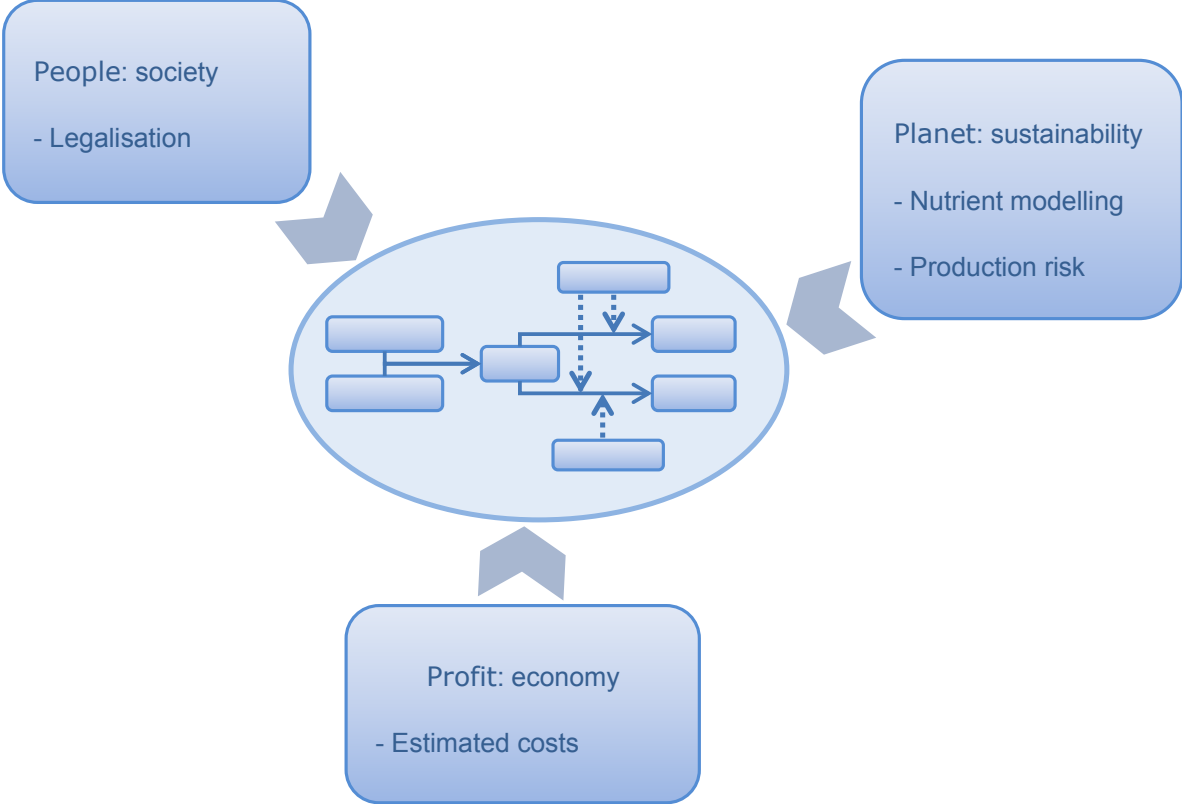 People: society
- Legalisation
Planet: sustainability
- Nutrient modelling
- Production risk
Profit: economy
- Estimated costs